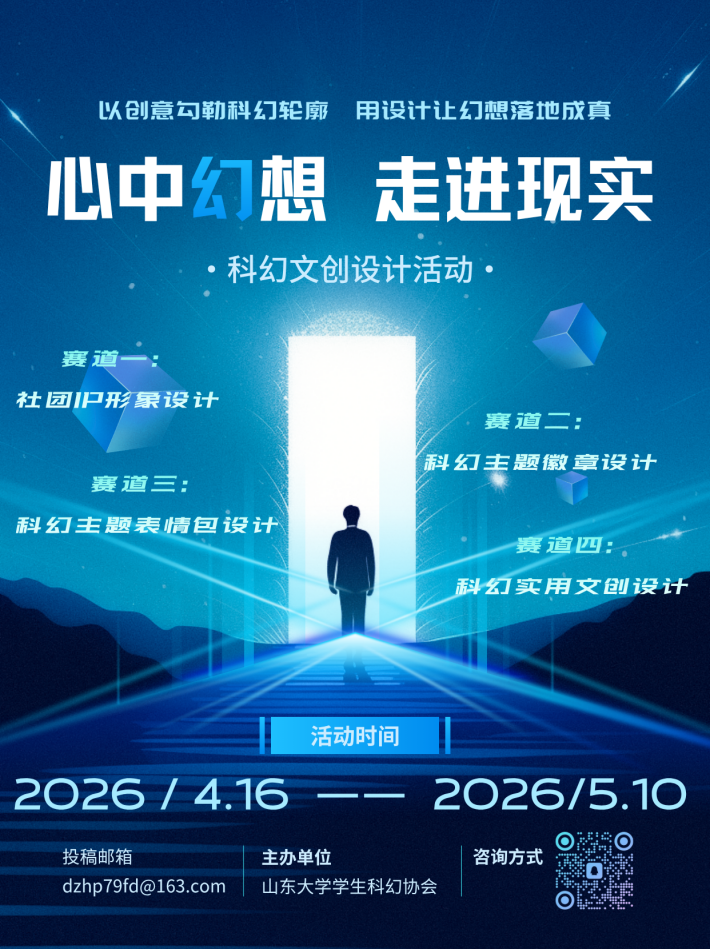 以创意勾勒科幻轮廓 用设计让幻想落地成真
心中幻想 走进现实
·科幻文创设计活动·
赛道一：
社团IP形象设计
赛道二：
科幻主题徽章设计
赛道三：
科幻主题表情包设计
赛道四：
科幻实用文创设计
活动时间
2026 / 4.16 —— 2026/5.10
投稿邮箱
dzhp79fd@163.com
主办单位
山东大学学生科幻协会
咨询方式